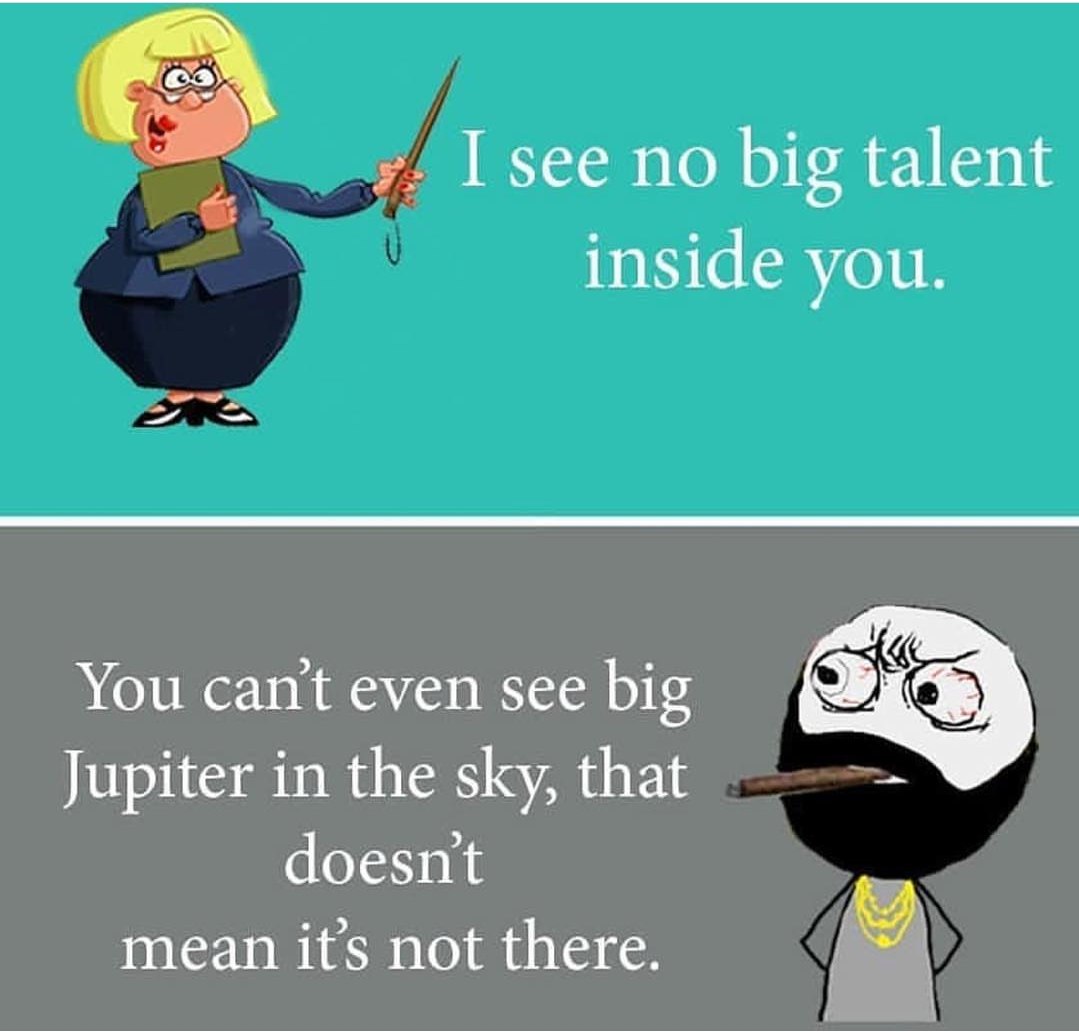 I see no big talent
inside you.
You can't even see big
Jupiter in the sky, that
doesn't
mean it's not there.